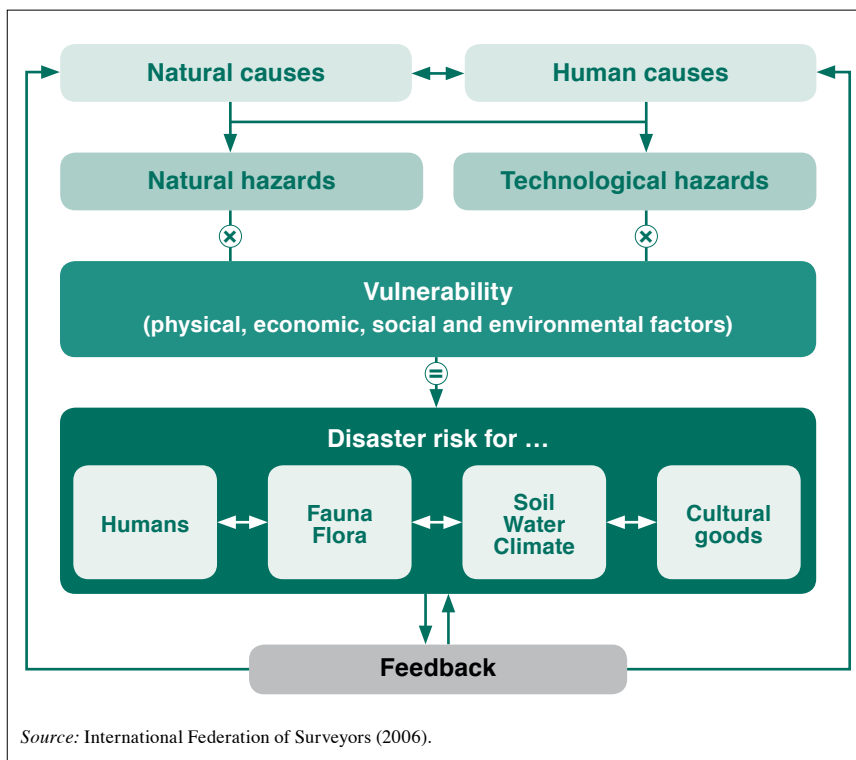 Natural causes
Human causes
Natural hazards
Technological hazards
×
×
Vulnerability
(physical, economic, social and environmental factors)
=
Disaster risk for …
Humans
Fauna
Flora
Soil
Water
Climate
Cultural
goods
Feedback
Source: International Federation of Surveyors (2006).